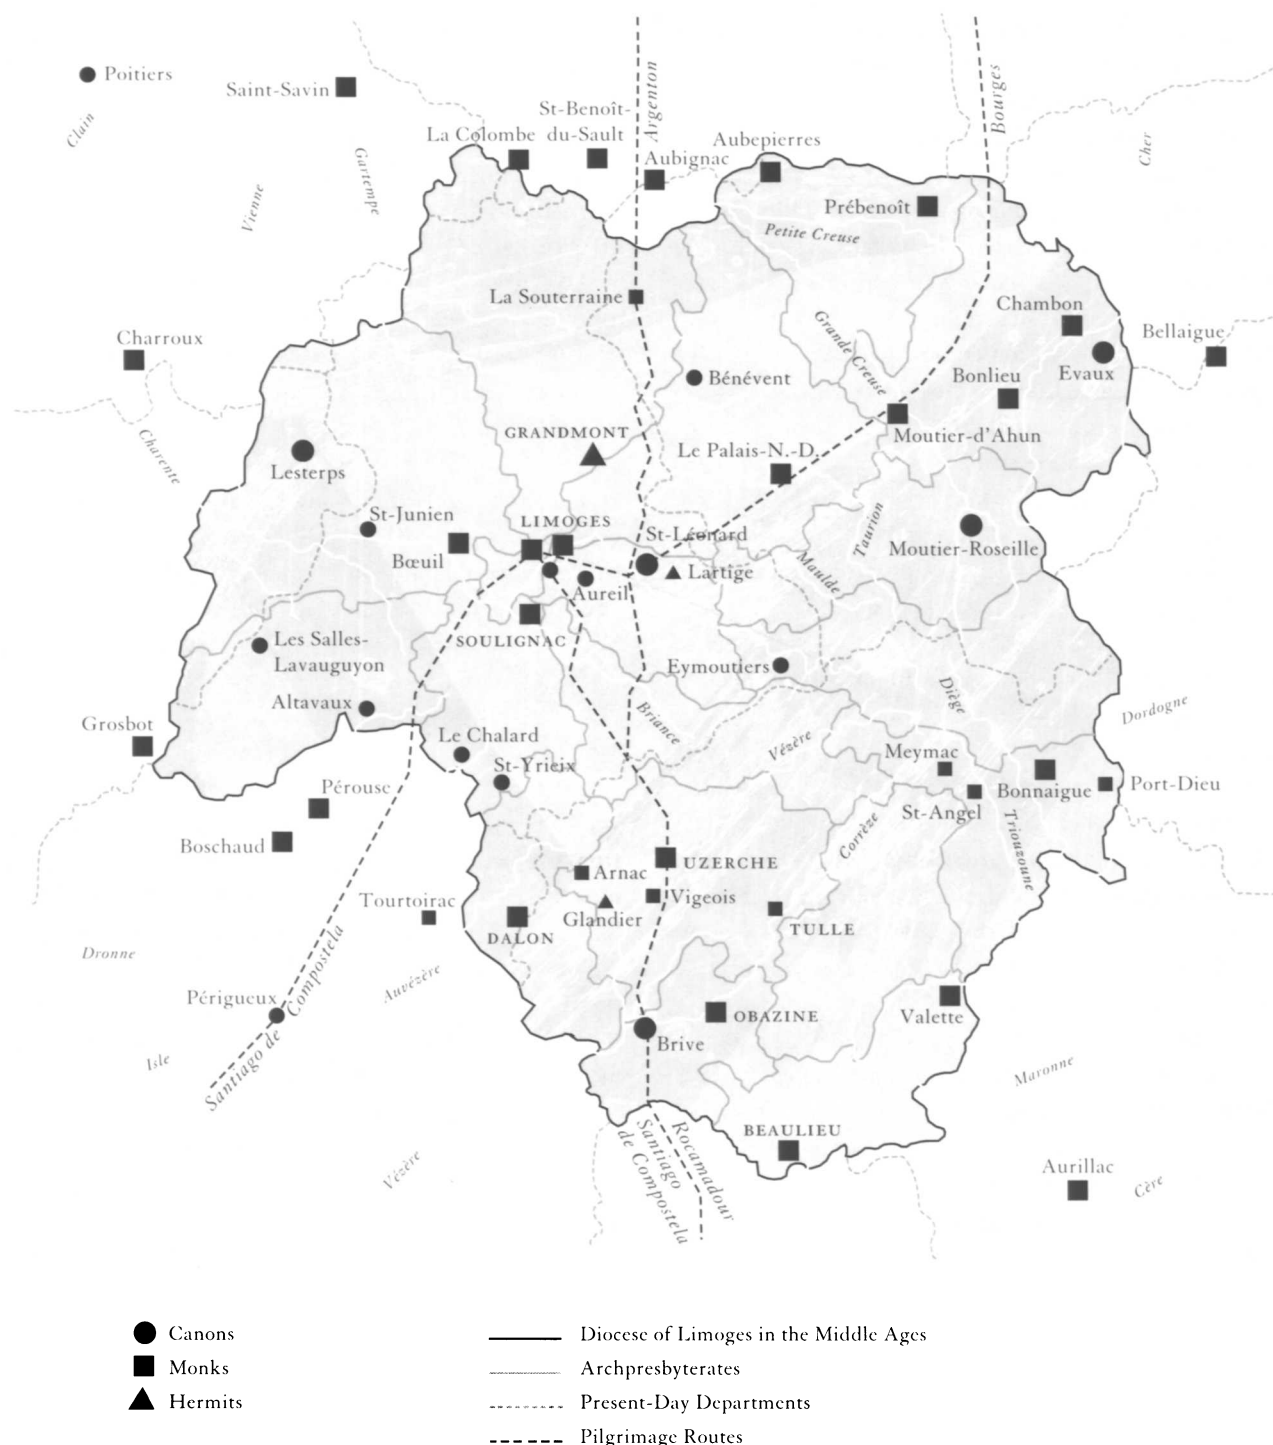 Poitiers
Saint-Savin
Clain
Vienne
Gartempe
La Colombe
St-Benoît-
du-Sault
Argenton
Aubignac
Aubepierres
Bourges
Cher
Prébenoît
Petite Creuse
La Souterraine
Chambon
Bellaigue
Charroux
Grande Creuse
Evaux
Bénévent
Bonlieu
Charente
GRANDMONT
Moutier-d'Ahun
Le Palais-N.-D.
Lesterps
St-Junien
LIMOGES
St-Léonard
Taurion
Moutier-Roseille
Bœuil
Lartige
Maulde
Aureil
Les Salles-
Lavauguyon
SOULIGNAC
Eymoutiers
Altavaux
Diège
Dordogne
Grosbot
Le Chalard
Briance
Vézère
Meymac
St-Yrieix
Pérouse
Bonnaigue
Port-Dieu
St-Angel
Boschaud
Corrèze
Triouzoune
UZERCHE
Arnac
Tourtoirac
Vigeois
Glandier
TULLE
DALON
Dronne
Auvézère
Périgueux
Santiago de Compostela
OBAZINE
Valette
Brive
Isle
Maronne
BEAULIEU
Santiago
de Compostela
Rocamadour
Vézère
Aurillac
Cère
Canons
Monks
Hermits
Diocese of Limoges in the Middle Ages
Archpresbyterates
Present-Day Departments
Pilgrimage Routes